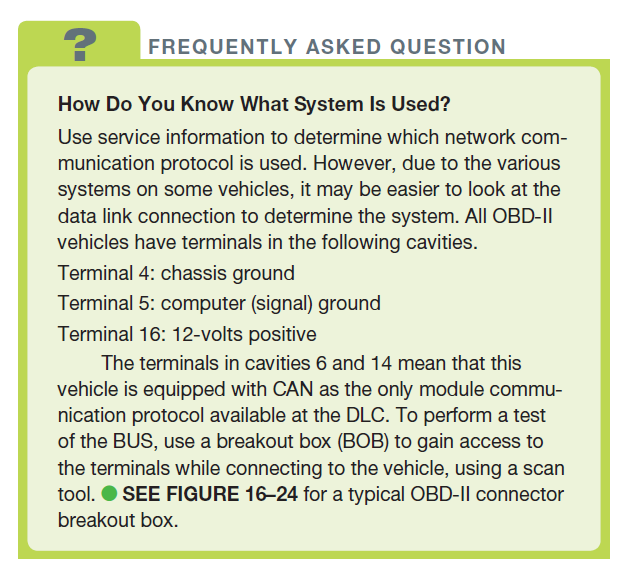 ?
FREQUENTLY ASKED QUESTION
How Do You Know What System Is Used?
Use service information to determine which network com-
munication protocol is used. However, due to the various
systems on some vehicles, it may be easier to look at the
data link connection to determine the system. All OBD-II
vehicles have terminals in the following cavities.
Terminal 4: chassis ground
Terminal 5: computer (signal) ground
Terminal 16: 12-volts positive
The terminals in cavities 6 and 14 mean that this
vehicle is equipped with CAN as the only module commu-
nication protocol available at the DLC. To perform a test
of the BUS, use a breakout box (BOB) to gain access to
the terminals while connecting to the vehicle, using a scan
tool. ● SEE FIGURE 16–24 for a typical OBD-II connector
breakout box.